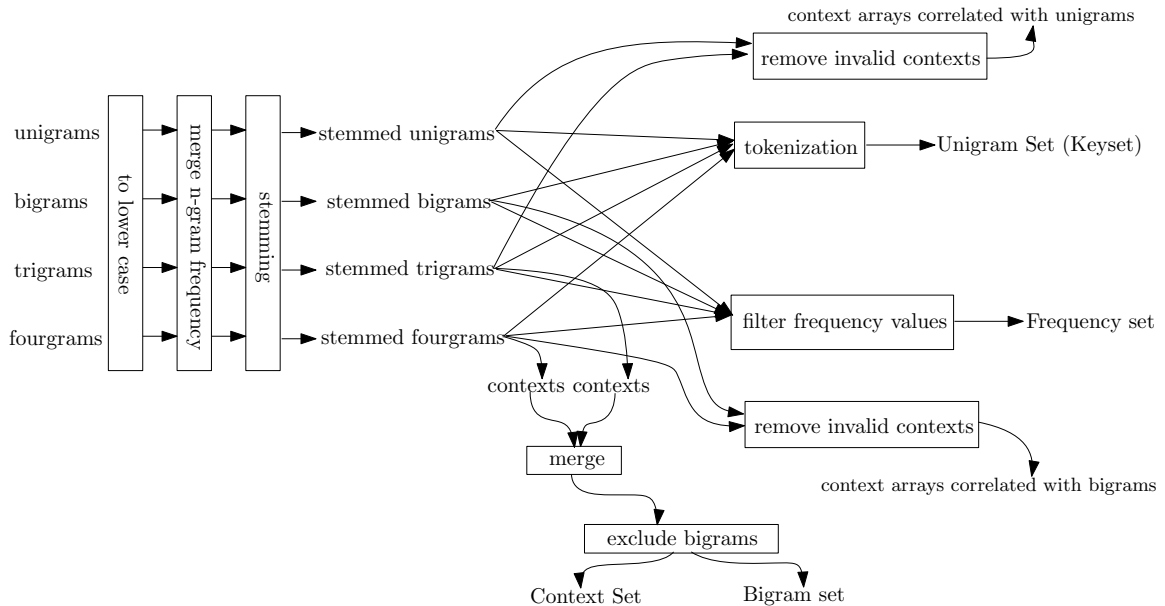 context arrays correlated with unigrams
remove invalid contexts
unigrams
bigrams
trigrams
fourgrams
to lower case
merge n-gram frequency
stemming
stemmed unigrams
stemmed bigrams
stemmed trigrams
stemmed fourgrams
tokenization
Unigram Set (Keyset)
filter frequency values
Frequency set
contexts
contexts
remove invalid contexts
merge
context arrays correlated with bigrams
exclude bigrams
Context Set
Bigram set